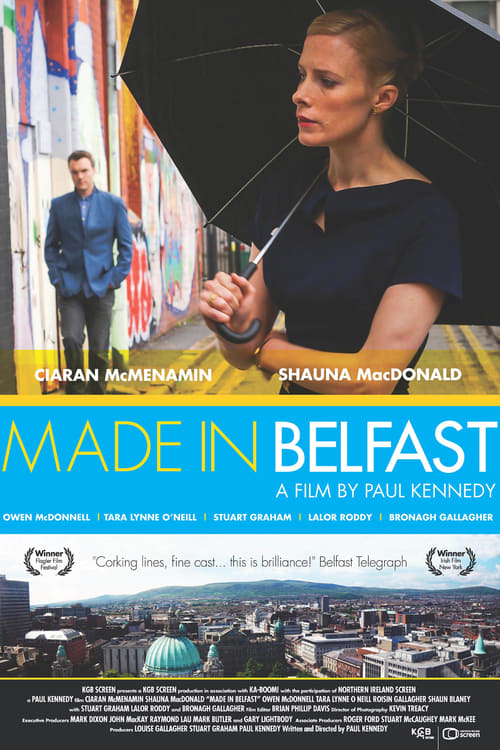 CIARAN McMENAMIN
SHAUNA MacDONALD
MADE IN BELFAST
A FILM BY PAUL KENNEDY
OWEN McDONNELL | TARA LYNNE O'NEILL | STUART GRAHAM | LALOR RODDY | BRONAGH GALLAGHER
Winner
Flagler Film
Festival
"Corking lines, fine cast... this is brilliant!" Belfast Telegraph
Winner
Irish Film
New York
KGB SCREEN presents a KGB SCREEN production in association with KA-BOOM! with the participation of NORTHERN IRELAND SCREEN
a PAUL KENNEDY film CIARAN McMENAMIN SHAUNA MacDONALD "MADE IN BELFAST" OWEN McDONNELL TARA LYNNE O NEILL ROISIN GALLAGHER SHAUN BLANEY
with STUART GRAHAM LALOR RODDY and BRONAGH GALLAGHER Film Editor BRIAN PHILLIP DAVIS Director of Photography KEVIN TREACY
Executive Producers MARK DIXON JOHN MacKAY RAYMOND LAU MARK BUTLER and GARY LIGHTBODY Associate Producers ROGER FORD STUART McCAUGHEY MARK McKEE
Producers LOUISE GALLAGHER STUART GRAHAM PAUL KENNEDY Written and Directed by PAUL KENNEDY
KGB
screen